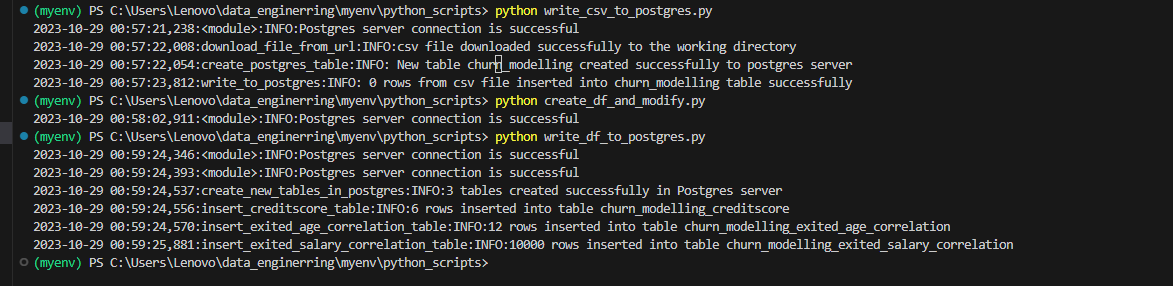 (myenv) PS C:\Users\Lenovo\data_enginerring\myenv\python_scripts> python write_csv_to_postgres.py
2023-10-29 00:57:21,238:<module>:INFO:Postgres server connection is successful
2023-10-29 00:57:22,008:download_file_from_url:INFO:csv file downloaded successfully to the working directory
2023-10-29 00:57:22,054:create_postgres_table:INFO: New table churn_modelling created successfully to postgres server
2023-10-29 00:57:23,812:write_to_postgres:INFO: 0 rows from csv file inserted into churn_modelling table successfully
(myenv) PS C:\Users\Lenovo\data_enginerring\myenv\python_scripts> python create_df_and_modify.py
2023-10-29 00:58:02,911:<module>:INFO:Postgres server connection is successful
(myenv) PS C:\Users\Lenovo\data_enginerring\myenv\python_scripts> python write_df_to_postgres.py
2023-10-29 00:59:24,346:<module>:INFO:Postgres server connection is successful
2023-10-29 00:59:24,393:<module>:INFO:Postgres server connection is successful
2023-10-29 00:59:24,537:create_new_tables_in_postgres:INFO:3 tables created successfully in Postgres server
2023-10-29 00:59:24,556:insert_creditscore_table:INFO:6 rows inserted into table churn_modelling_creditscore
2023-10-29 00:59:24,570:insert_exited_age_correlation_table:INFO:12 rows inserted into table churn_modelling_exited_age_correlation
2023-10-29 00:59:25,881:insert_exited_salary_correlation_table:INFO:10000 rows inserted into table churn_modelling_exited_salary_correlation
(myenv) PS C:\Users\Lenovo\data_enginerring\myenv\python_scripts>